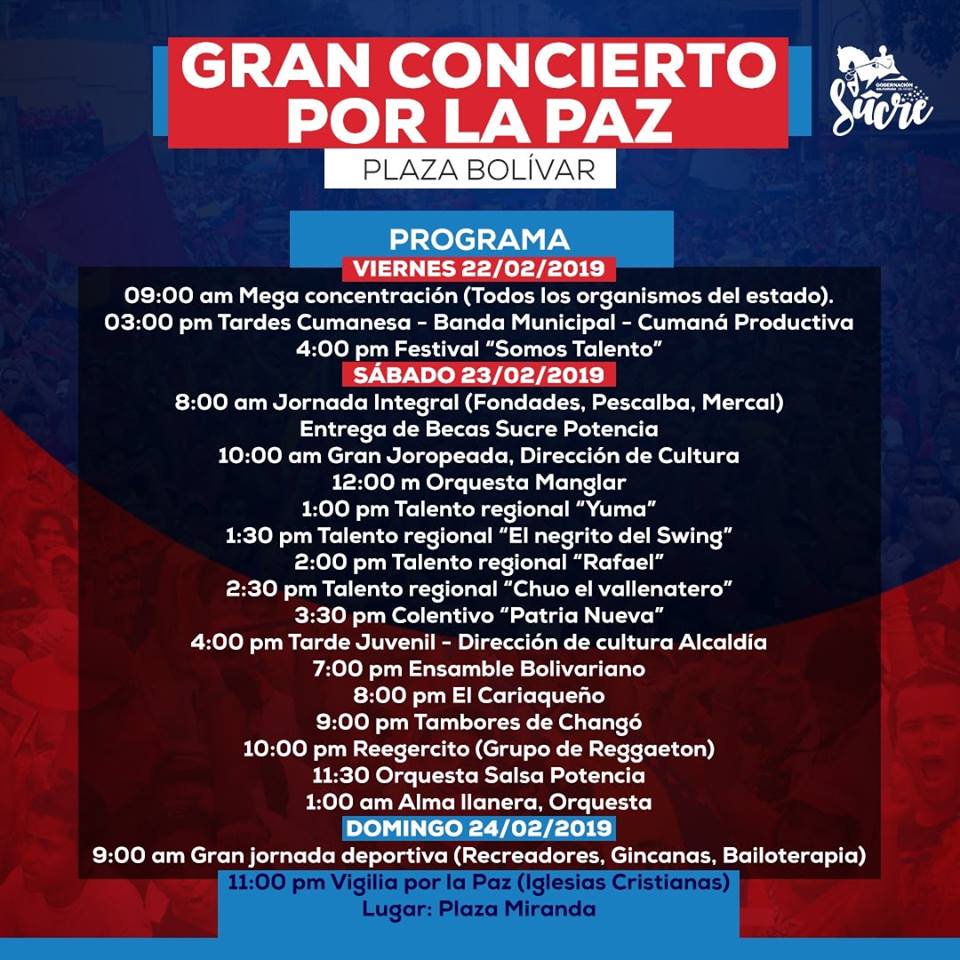 GRAN CONCIERTO
POR LA PAZ
PLAZA BOLÍVAR
GOBERNACIÓN
Sucre
PROGRAMA
VIERNES 22/02/2019
09:00 am Mega concentración (Todos los organismos del estado).
03:00 pm Tardes Cumanesa - Banda Municipal - Cumaná Productiva
4:00 pm Festival “Somos Talento”
SÁBADO 23/02/2019
8:00 am Jornada Integral (Fondades, Pescalba, Mercal)
Entrega de Becas Sucre Potencia
10:00 am Gran Joropeada, Dirección de Cultura
12:00 m Orquesta Manglar
1:00 pm Talento regional “Yuma”
1:30 pm Talento regional “El negrito del Swing”
2:00 pm Talento regional “Rafael”
2:30 pm Talento regional “Chuo el vallenatero”
3:30 pm Colentivo “Patria Nueva”
4:00 pm Tarde Juvenil - Dirección de cultura Alcaldía
7:00 pm Ensamble Bolivariano
8:00 pm El Cariaqueño
9:00 pm Tambores de Changó
10:00 pm Reegercito (Grupo de Reggaeton)
11:30 Orquesta Salsa Potencia
1:00 am Alma llanera, Orquesta
DOMINGO 24/02/2019
9:00 am Gran jornada deportiva (Recreadores, Gincanas, Bailoterapia)
11:00 pm Vigilia por la Paz (Iglesias Cristianas)
Lugar: Plaza Miranda